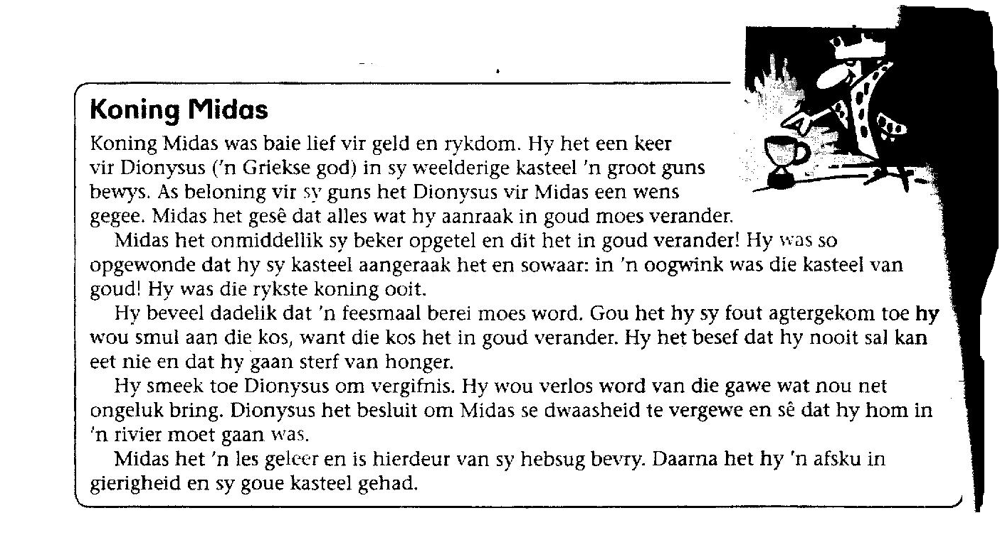 Koning Midas
Koning Midas was baie lief vir geld en rykdom. Hy het een keer
vir Dionysus ('n Griekse god) in sy weelderige kasteel 'n groot guns
bewys. As beloning vir sy guns het Dionysus vir Midas een wens
gegee. Midas het gesê dat alles wat hy aanraak in goud moes verander.
Midas het onmiddellik sy beker opgetel en dit het in goud verander! Hy was so
opgewonde dat hy sy kasteel aangeraak het en sowaar: in 'n oogwink was die kasteel van
goud! Hy was die rykste koning ooit.
Hy beveel dadelik dat 'n feesmaal berei moes word. Gou het hy sy fout agtergekom toe hy
wou smul aan die kos, want die kos het in goud verander. Hy het besef dat hy nooit sal kan
eet nie en dat hy gaan sterf van honger.
Hy smeek toe Dionysus om vergifnis. Hy wou verlos word van die gawe wat nou net
ongeluk bring. Dionysus het besluit om Midas se dwaasheid te vergewe en sê dat hy hom in
'n rivier moet gaan was.
Midas het 'n les geleer en is hierdeur van sy hebsug bevry. Daarna het hy 'n afsku in
gierigheid en sy goue kasteel gehad.